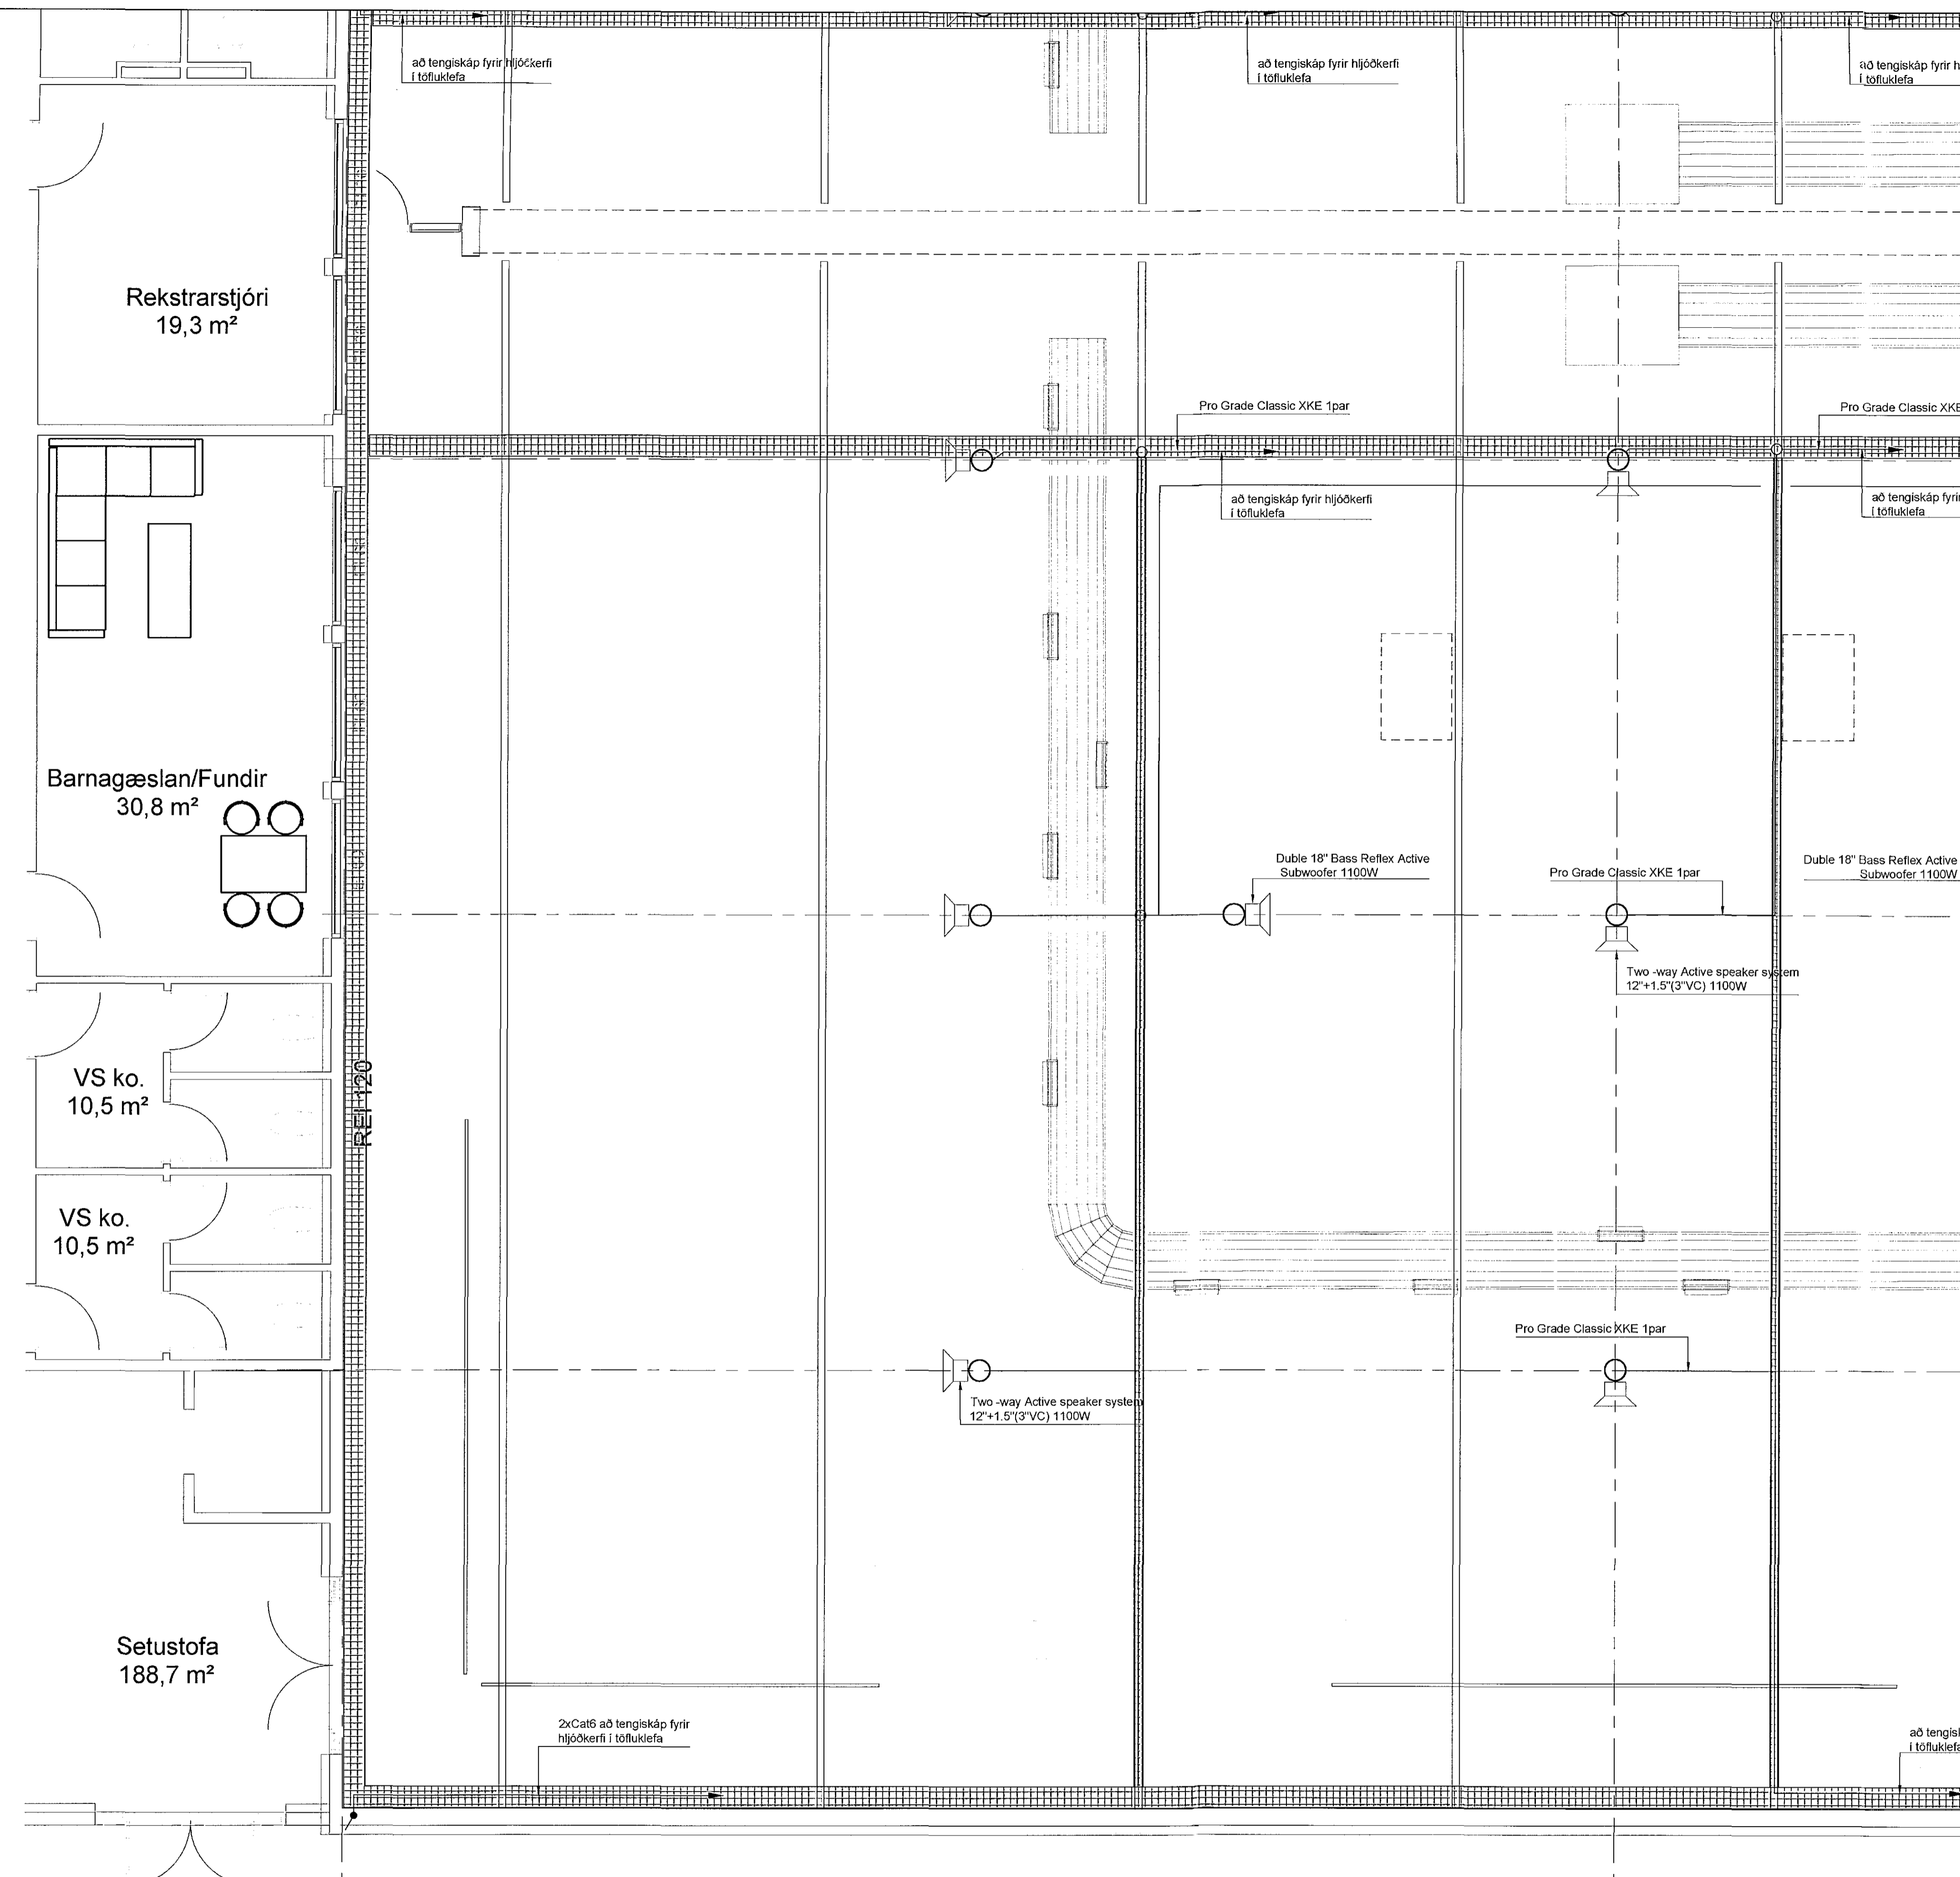 að tengiskáp fyrir hljóðkerfi
í töfluklefa
að tengiskáp fyrir hljóðkerfi
í töfluklefa
að tengiskáp fyrir
í töfluklefa
Rekstrarstjóri
19,3 m²
Pro Grade Classic XKE 1par
Pro Grade Classic XKE
að tengiskáp fyrir hljóðkerfi
í töfluklefa
að tengiskáp fyrir
í töfluklefa
Barnagæslan/Fundir
30,8 m²
Duble 18" Bass Reflex Active
Subwoofer 1100W
Pro Grade Classic XKE 1par
Duble 18" Bass Reflex Active
Subwoofer 1100W
Two -way Active speaker system
12"+1.5"(3"VC) 1100W
VS ko.
10,5 m²
REI 120
VS ko.
10,5 m²
Pro Grade Classic XKE 1par
Two -way Active speaker system
12"+1.5"(3"VC) 1100W
Setustofa
188,7 m²
2xCat6 að tengiskáp fyrir
hljóðkerfi í töfluklefa
að
í töfluklefa